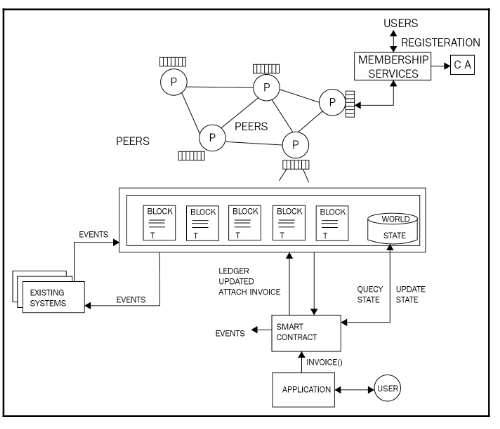 USERS
REGISTERATION
MEMBERSHIP
SERVICES
C A
P
P
P
PEERS
P
PEERS
P
BLOCK
T
BLOCK
T
BLOCK
T
BLOCK
T
BLOCK
T
WORLD
STATE
EVENTS
EXISTING
SYSTEMS
EVENTS
LEDGER
UPDATED
ATTACH INVOICE
QUECY
STATE
UPDATE
STATE
EVENTS
SMART
CONTRACT
INVOICE()
APPLICATION
USER